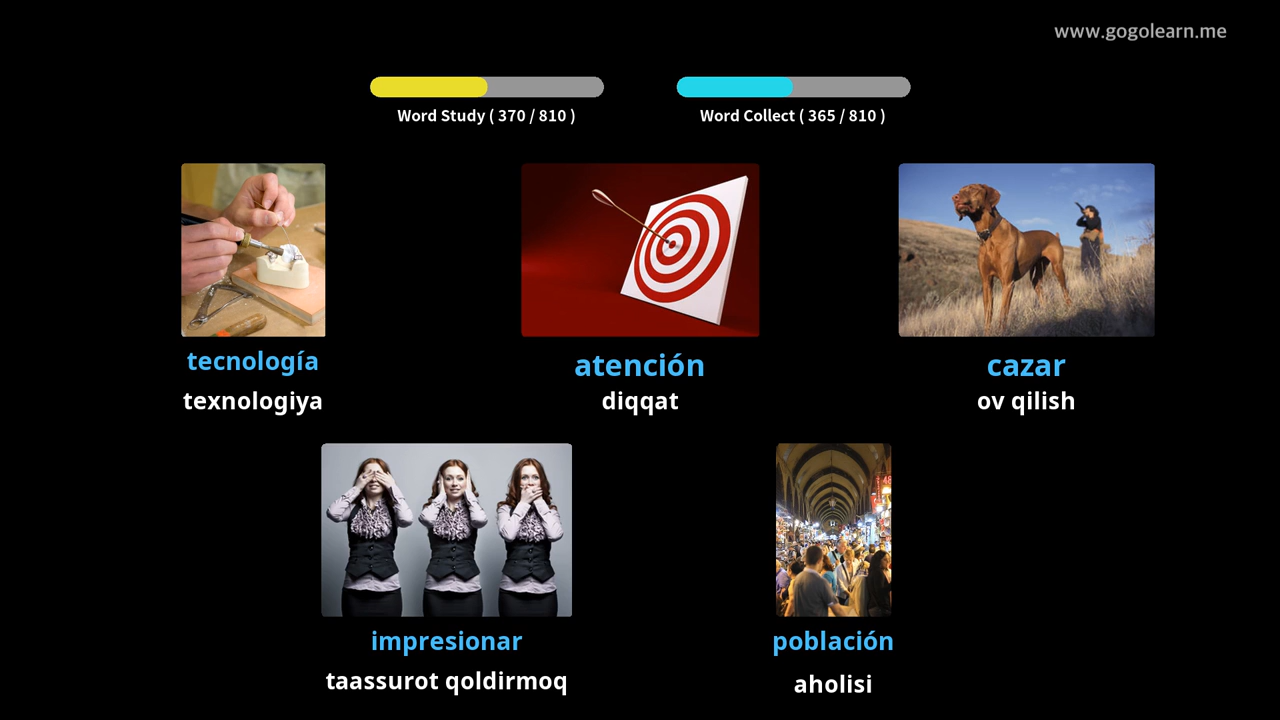 www.gogolearn.me
Word Study ( 370 / 810 )
Word Collect ( 365 / 810 )
tecnología
texnologiya
atención
diqqat
cazar
ov qilish
impresionar
taassurot qoldirmoq
población
aholisi